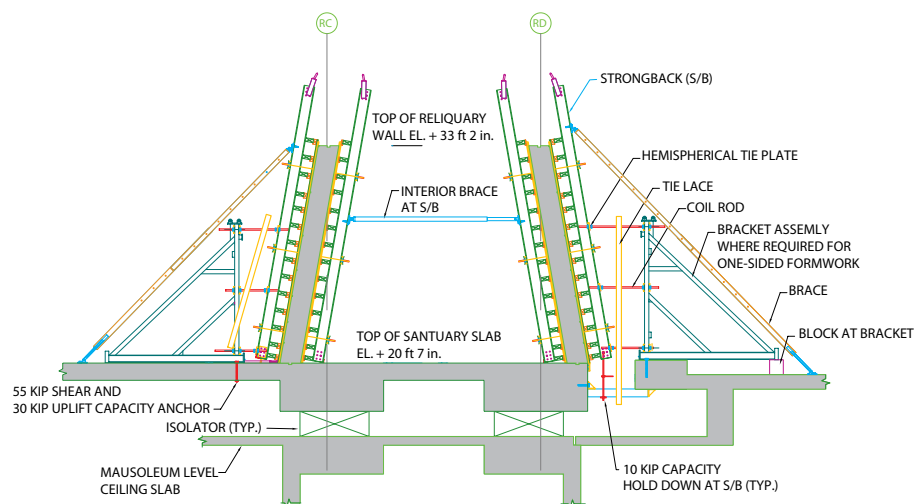 RC
RD
STRONGBACK (S/B)
TOP OF RELIQUARY
WALL EL. + 33 ft 2 in.
HEMISPHERICAL TIE PLATE
INTERIOR BRACE
AT S/B
TIE LACE
COIL ROD
BRACKET ASSEMLY
WHERE REQUIRED FOR
ONE-SIDED FORMWORK
BRACE
TOP OF SANTUARY SLAB
EL. + 20 ft 7 in.
BLOCK AT BRACKET
55 KIP SHEAR AND
30 KIP UPLIFT CAPACITY ANCHOR
ISOLATOR (TYP.)
MAUSOLEUM LEVEL
CEILING SLAB
10 KIP CAPACITY
HOLD DOWN AT S/B (TYP.)